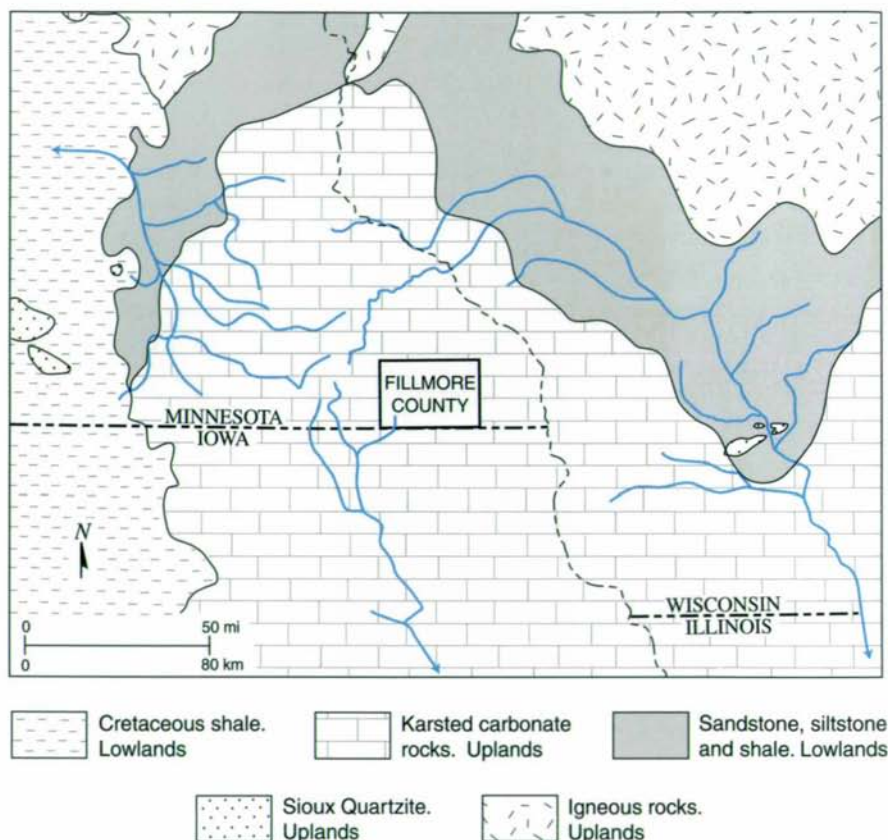 FILLMORE
COUNTY
MINNESOTA
IOWA
N
WISCONSIN
ILLINOIS
0 50 mi
0 80 km
Cretaceous shale.
Lowlands
Karsted carbonate
rocks. Uplands
Sandstone, siltstone
and shale. Lowlands
Sioux Quartzite.
Uplands
Igneous rocks.
Uplands